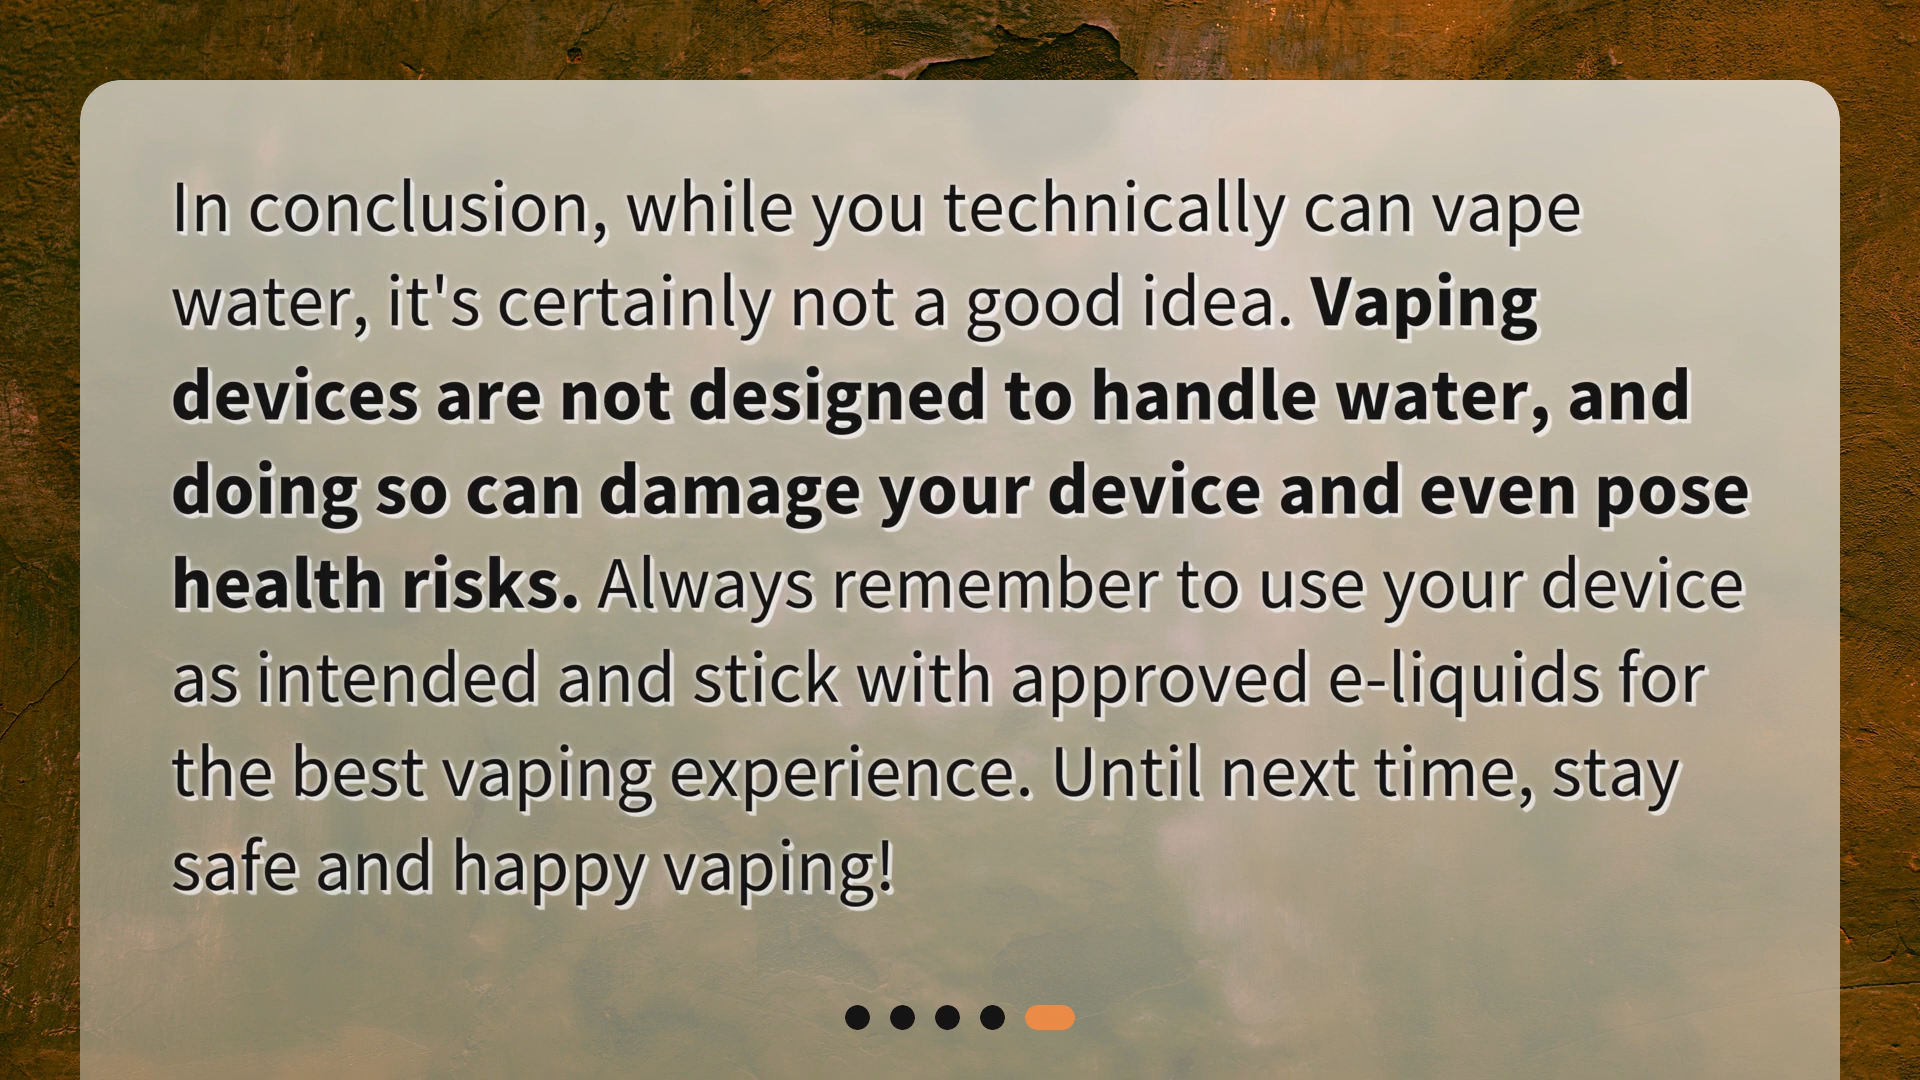 In conclusion, while you technically can vape
water, it's certainly not a good idea. Vaping
devices are not designed to handle water, and
doing so can damage your device and even pose
health risks. Always remember to use your device
as intended and stick with approved e-liquids for
the best vaping experience. Until next time, stay
safe and happy vaping!